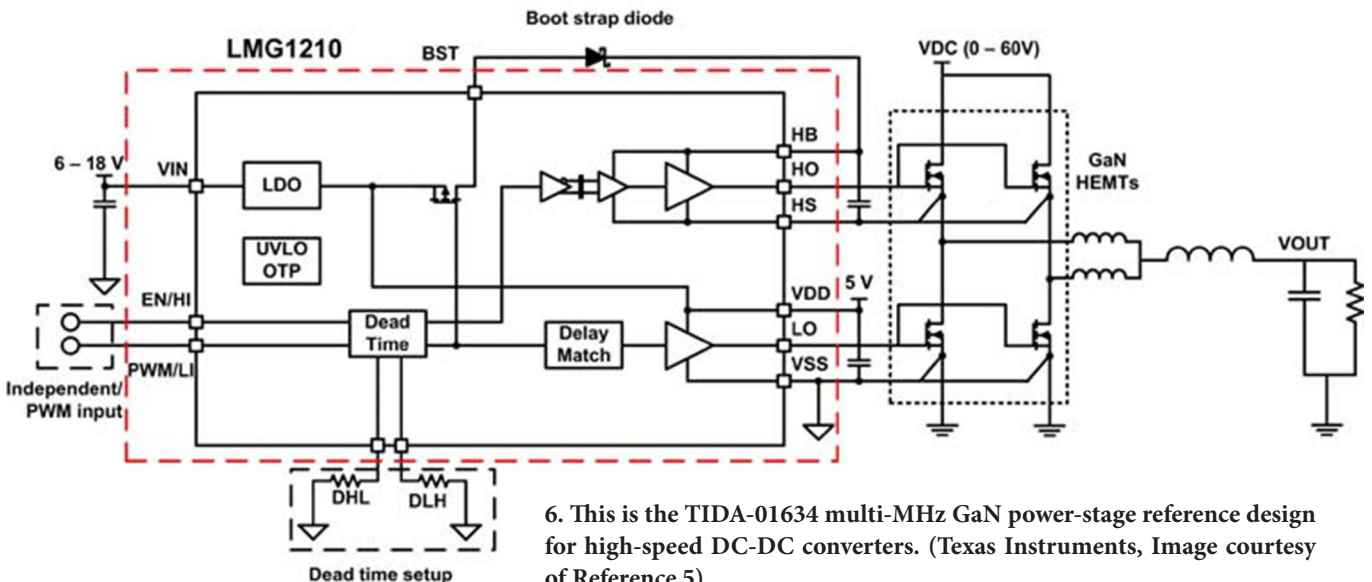 Boot strap diode
LMG1210
BST
VDC (0 – 60V)
HB
6 – 18 V
VIN
LDO
HO
GaN
HEMTs
HS
UVLO
OTP
VOUT
EN/HI
VDD
5 V
Dead
Time
LO
Delay
Match
PWM/LI
VSS
Independent/
PWM input
DHL
DLH
Dead time setup
6. This is the TIDA-01634 multi-MHz GaN power-stage reference design
for high-speed DC-DC converters. (Texas Instruments, Image courtesy
of Reference 5)